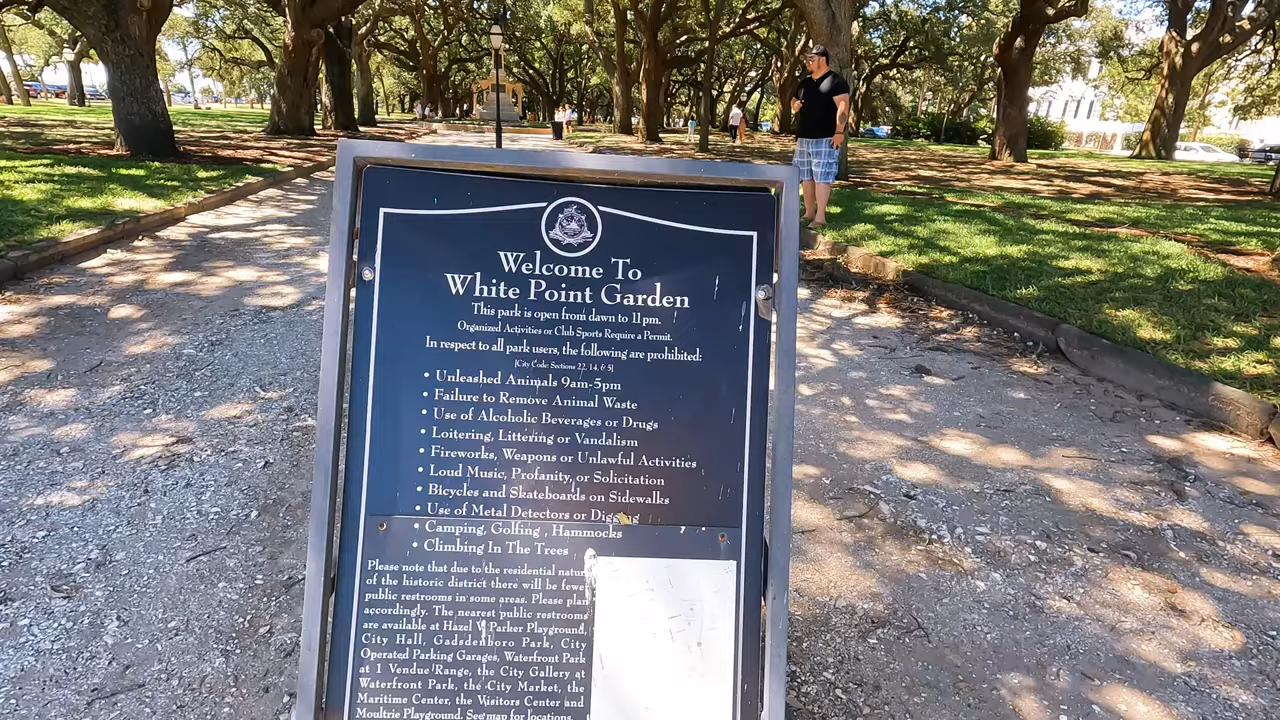 Welcome To
White Point Garden
This park is open from dawn to 11pm.
Organized Activities or Club Sports Require a Permit.
In respect to all park users, the following are prohibited:
[City Code: Sections 22, 14, & 5]
• Unleashed Animals 9am-5pm
• Failure to Remove Animal Waste
• Use of Alcoholic Beverages or Drugs
• Loitering, Littering or Vandalism
• Fireworks, Weapons or Unlawful Activities
• Loud Music, Profanity, or Solicitation
• Bicycles and Skateboards on Sidewalks
• Use of Metal Detectors or Digging
• Camping, Golfing , Hammocks
• Climbing In The Trees
Please note that due to the residential natur
of the historic district there will be fewe
public restrooms in some areas. Please plan
accordingly. The nearest public restrooms
are available at Hazel V Parker Playground,
City Hall, Gadsdenboro Park, City
Operated Parking Garages, Waterfront Park
at 1 Vendue Range, the City Gallery at
Waterfront Park, the City Market, the
Maritime Center, the Visitors Center and
Moultrie Playground. See map for locations.